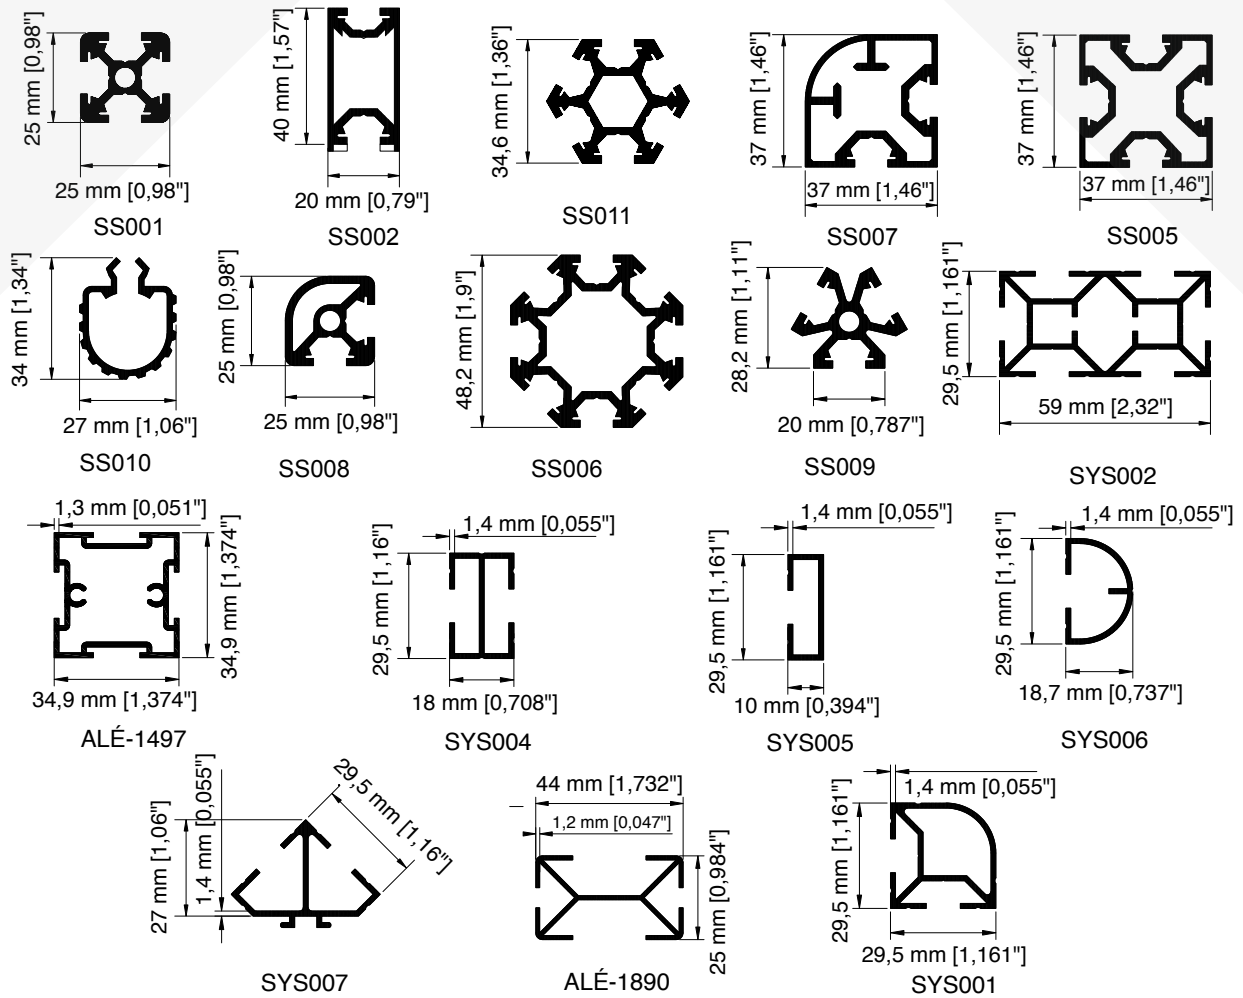 25 mm [0,98"]
25 mm [0,98"]
SS001
40 mm [1,57"]
20 mm [0,79"]
SS002
34,6 mm [1,36"]
SS011
37 mm [1,46"]
37 mm [1,46"]
SS007
37 mm [1,46"]
37 mm [1,46"]
SS005
34 mm [1,34"]
27 mm [1,06"]
SS010
25 mm [0,98"]
25 mm [0,98"]
SS008
48,2 mm [1,9"]
SS006
28,2 mm [1,11"]
20 mm [0,787"]
SS009
29,5 mm [1,161"]
59 mm [2,32"]
SYS002
1,3 mm [0,051"]
34,9 mm [1,374"]
34,9 mm [1,374"]
ALÉ-1497
1,4 mm [0,055"]
29,5 mm [1,16"]
18 mm [0,708"]
SYS004
1,4 mm [0,055"]
29,5 mm [1,161"]
10 mm [0,394"]
SYS005
1,4 mm [0,055"]
29,5 mm [1,161"]
18,7 mm [0,737"]
SYS006
27 mm [1,06"]
1,4 mm [0,055"]
29,5 mm [1,16"]
SYS007
44 mm [1,732"]
1,2 mm [0,047"]
25 mm [0,984"]
ALÉ-1890
1,4 mm [0,055"]
29,5 mm [1,161"]
29,5 mm [1,161"]
SYS001